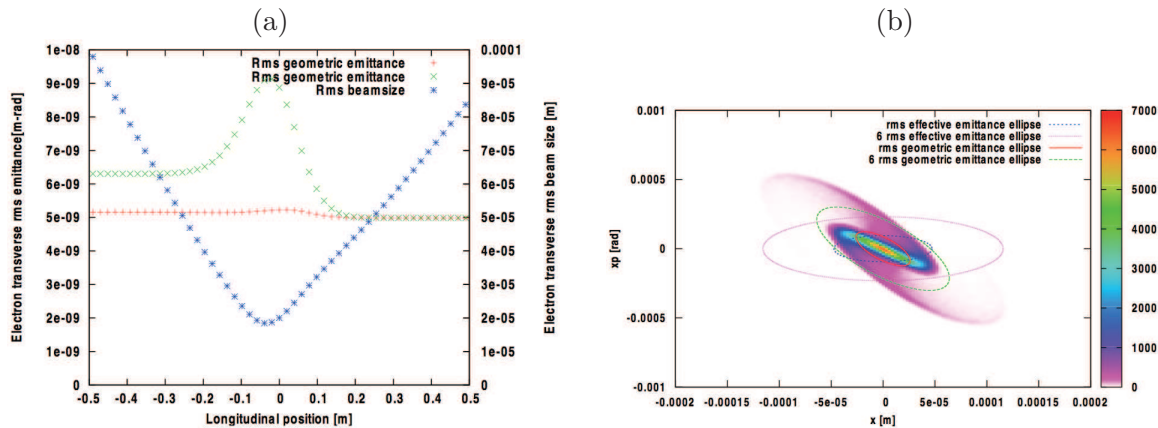 (a)
Electron transverse rms emittance[m-rad]
1e-08
9e-09
8e-09
7e-09
6e-09
5e-09
4e-09
3e-09
2e-09
1e-09
0
Rms geometric emittance
Rms geometric emittance
Rms beamsize
0.0001
9e-05
8e-05
7e-05
6e-05
5e-05
4e-05
3e-05
2e-05
1e-05
0
Electron transverse rms beam size [m]
-0.5 -0.4 -0.3 -0.2 -0.1 0 0.1 0.2 0.3 0.4 0.5
Longitudinal position [m]
(b)
xp [rad]
0.001
0.0005
0
-0.0005
-0.001
rms effective emittance ellipse
6 rms effective emittance ellipse
rms geometric emittance ellipse
6 rms geometric emittance ellipse
7000
6000
5000
4000
3000
2000
1000
0
-0.0002 -0.0001 -0.0001 -5e-05 0 5e-05 0.0001 0.0002 0.0002
x [m]